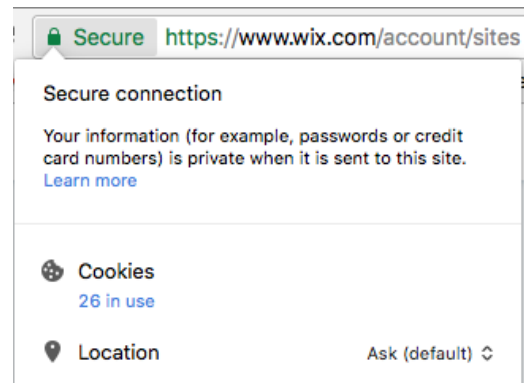 Secure https://www.wix.com/account/sites
Secure connection
Your information (for example, passwords or credit
card numbers) is private when it is sent to this site.
Learn more
Cookies
26 in use
Location Ask (default)